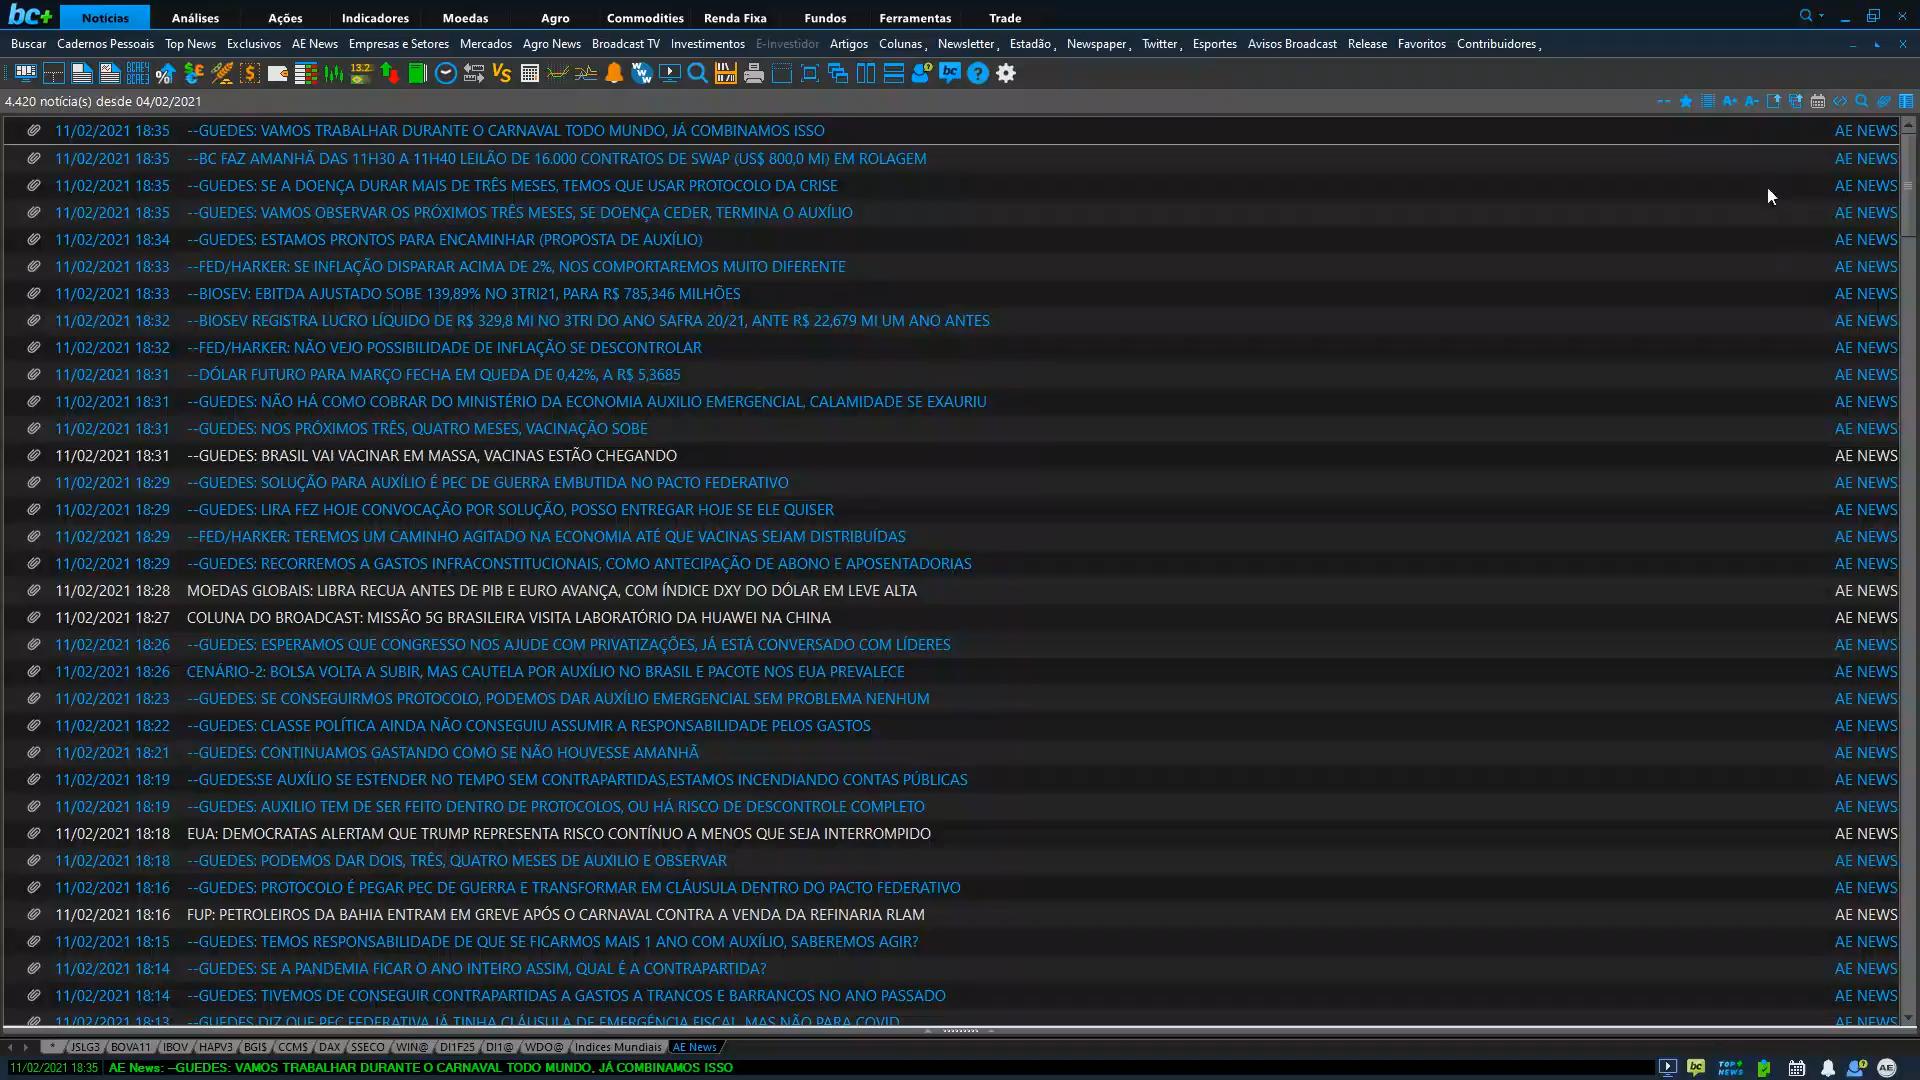 bc+ Notícias Análises Ações Indicadores Moedas Agro Commodities Renda Fixa Fundos Ferramentas Trade
Buscar Cadernos Pessoais Top News Exclusivos AE News Empresas e Setores Mercados Agro News Broadcast TV Investimentos E-Investidor Artigos Colunas Newsletter Estadão Newspaper Twitter Esportes Avisos Broadcast Release Favoritos Contribuidores
4.420 notícia(s) desde 04/02/2021
11/02/2021 18:35 --GUEDES: VAMOS TRABALHAR DURANTE O CARNAVAL TODO MUNDO, JÁ COMBINAMOS ISSO AE NEWS
11/02/2021 18:35 --BC FAZ AMANHÃ DAS 11H30 A 11H40 LEILÃO DE 16.000 CONTRATOS DE SWAP (US$ 800,0 MI) EM ROLAGEM AE NEWS
11/02/2021 18:35 --GUEDES: SE A DOENÇA DURAR MAIS DE TRÊS MESES, TEMOS QUE USAR PROTOCOLO DA CRISE AE NEWS
11/02/2021 18:35 --GUEDES: VAMOS OBSERVAR OS PRÓXIMOS TRÊS MESES, SE DOENÇA CEDER, TERMINA O AUXÍLIO AE NEWS
11/02/2021 18:34 --GUEDES: ESTAMOS PRONTOS PARA ENCAMINHAR (PROPOSTA DE AUXÍLIO) AE NEWS
11/02/2021 18:33 --FED/HARKER: SE INFLAÇÃO DISPARAR ACIMA DE 2%, NOS COMPORTAREMOS MUITO DIFERENTE AE NEWS
11/02/2021 18:33 --BIOSEV: EBITDA AJUSTADO SOBE 139,89% NO 3TRI21, PARA R$ 785,346 MILHÕES AE NEWS
11/02/2021 18:32 --BIOSEV REGISTRA LUCRO LÍQUIDO DE R$ 329,8 MI NO 3TRI DO ANO SAFRA 20/21, ANTE R$ 22,679 MI UM ANO ANTES AE NEWS
11/02/2021 18:32 --FED/HARKER: NÃO VEJO POSSIBILIDADE DE INFLAÇÃO SE DESCONTROLAR AE NEWS
11/02/2021 18:31 --DÓLAR FUTURO PARA MARÇO FECHA EM QUEDA DE 0,42%, A R$ 5,3685 AE NEWS
11/02/2021 18:31 --GUEDES: NÃO HÁ COMO COBRAR DO MINISTÉRIO DA ECONOMIA AUXILIO EMERGENCIAL, CALAMIDADE SE EXAURIU AE NEWS
11/02/2021 18:31 --GUEDES: NOS PRÓXIMOS TRÊS, QUATRO MESES, VACINAÇÃO SOBE AE NEWS
11/02/2021 18:31 --GUEDES: BRASIL VAI VACINAR EM MASSA, VACINAS ESTÃO CHEGANDO AE NEWS
11/02/2021 18:29 --GUEDES: SOLUÇÃO PARA AUXÍLIO É PEC DE GUERRA EMBUTIDA NO PACTO FEDERATIVO AE NEWS
11/02/2021 18:29 --GUEDES: LIRA FEZ HOJE CONVOCAÇÃO POR SOLUÇÃO, POSSO ENTREGAR HOJE SE ELE QUISER AE NEWS
11/02/2021 18:29 --FED/HARKER: TEREMOS UM CAMINHO AGITADO NA ECONOMIA ATÉ QUE VACINAS SEJAM DISTRIBUÍDAS AE NEWS
11/02/2021 18:29 --GUEDES: RECORREMOS A GASTOS INFRACONSTITUCIONAIS, COMO ANTECIPAÇÃO DE ABONO E APOSENTADORIAS AE NEWS
11/02/2021 18:28 MOEDAS GLOBAIS: LIBRA RECUA ANTES DE PIB E EURO AVANÇA, COM ÍNDICE DXY DO DÓLAR EM LEVE ALTA AE NEWS
11/02/2021 18:27 COLUNA DO BROADCAST: MISSÃO 5G BRASILEIRA VISITA LABORATÓRIO DA HUAWEI NA CHINA AE NEWS
11/02/2021 18:26 --GUEDES: ESPERAMOS QUE CONGRESSO NOS AJUDE COM PRIVATIZAÇÕES, JÁ ESTÁ CONVERSADO COM LÍDERES AE NEWS
11/02/2021 18:26 CENÁRIO-2: BOLSA VOLTA A SUBIR, MAS CAUTELA POR AUXÍLIO NO BRASIL E PACOTE NOS EUA PREVALECE AE NEWS
11/02/2021 18:23 --GUEDES: SE CONSEGUIRMOS PROTOCOLO, PODEMOS DAR AUXÍLIO EMERGENCIAL SEM PROBLEMA NENHUM AE NEWS
11/02/2021 18:22 --GUEDES: CLASSE POLÍTICA AINDA NÃO CONSEGUIU ASSUMIR A RESPONSABILIDADE PELOS GASTOS AE NEWS
11/02/2021 18:21 --GUEDES: CONTINUAMOS GASTANDO COMO SE NÃO HOUVESSE AMANHÃ AE NEWS
11/02/2021 18:19 --GUEDES:SE AUXÍLIO SE ESTENDER NO TEMPO SEM CONTRAPARTIDAS,ESTAMOS INCENDIANDO CONTAS PÚBLICAS AE NEWS
11/02/2021 18:19 --GUEDES: AUXILIO TEM DE SER FEITO DENTRO DE PROTOCOLOS, OU HÁ RISCO DE DESCONTROLE COMPLETO AE NEWS
11/02/2021 18:18 EUA: DEMOCRATAS ALERTAM QUE TRUMP REPRESENTA RISCO CONTÍNUO A MENOS QUE SEJA INTERROMPIDO AE NEWS
11/02/2021 18:18 --GUEDES: PODEMOS DAR DOIS, TRÊS, QUATRO MESES DE AUXILIO E OBSERVAR AE NEWS
11/02/2021 18:16 --GUEDES: PROTOCOLO É PEGAR PEC DE GUERRA E TRANSFORMAR EM CLÁUSULA DENTRO DO PACTO FEDERATIVO AE NEWS
11/02/2021 18:16 FUP: PETROLEIROS DA BAHIA ENTRAM EM GREVE APÓS O CARNAVAL CONTRA A VENDA DA REFINARIA RLAM AE NEWS
11/02/2021 18:15 --GUEDES: TEMOS RESPONSABILIDADE DE QUE SE FICARMOS MAIS 1 ANO COM AUXÍLIO, SABEREMOS AGIR? AE NEWS
11/02/2021 18:14 --GUEDES: SE A PANDEMIA FICAR O ANO INTEIRO ASSIM, QUAL É A CONTRAPARTIDA? AE NEWS
11/02/2021 18:14 --GUEDES: TIVEMOS DE CONSEGUIR CONTRAPARTIDAS A GASTOS A TRANCOS E BARRANCOS NO ANO PASSADO AE NEWS
11/02/2021 18:13 --GUEDES DIZ QUE PEC FEDERATIVA JÁ TINHA CLÁUSULA DE EMERGÊNCIA FISCAL, MAS NÃO PARA COVID AE NEWS
* JSLG3 BOVA11 IBOV HAPV3 BGI$ CCM$ DAX SSECO WIN@ DI1F25 DI1@ WDO@ Indices Mundiais AE News
11/02/2021 18:35 AE News: --GUEDES: VAMOS TRABALHAR DURANTE O CARNAVAL TODO MUNDO, JÁ COMBINAMOS ISSO